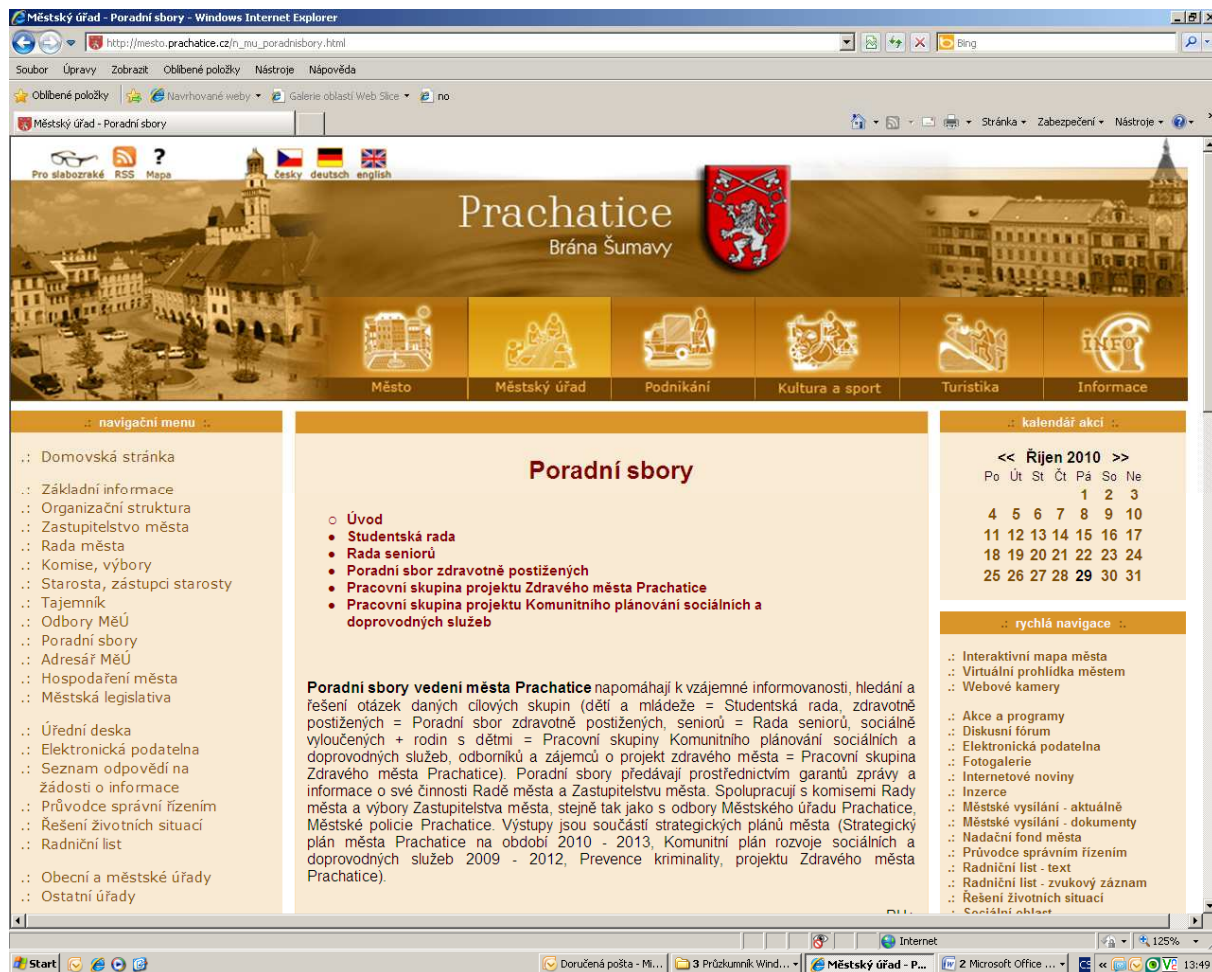 Městský úřad - Poradní sbory - Windows Internet Explorer
http://mesto.prachatice.cz/n_mu_poradnisbory.html
Bing
Soubor Úpravy Zobrazit Oblíbené položky Nástroje Nápověda
Oblíbené položky Navrhované weby Galerie oblastí Web Slice no
Městský úřad - Poradní sbory
Stránka Zabezpečení Nástroje
Pro slabozraké RSS Mapa česky deutsch english
Prachatice
Brána Šumavy
INFO
Město Městský úřad Podnikání Kultura a sport Turistika Informace
.: navigační menu :.
.: Domovská stránka
.: Základní informace
.: Organizační struktura
.: Zastupitelstvo města
.: Rada města
.: Komise, výbory
.: Starosta, zástupci starosty
.: Tajemník
.: Odbory MěÚ
.: Poradní sbory
.: Adresář MěÚ
.: Hospodaření města
.: Městská legislativa
.: Úřední deska
.: Elektronická podatelna
.: Seznam odpovědí na
žádosti o informace
.: Průvodce správní řízením
.: Řešení životních situací
.: Radniční list
.: Obecní a městské úřady
.: Ostatní úřady
Poradní sbory
○ Úvod
• Studentská rada
• Rada seniorů
• Poradní sbor zdravotně postižených
• Pracovní skupina projektu Zdravého města Prachatice
• Pracovní skupina projektu Komunitního plánování sociálních a
doprovodných služeb
Poradní sbory vedení města Prachatice napomáhají k vzájemné informovanosti, hledání a
řešení otázek daných cílových skupin (dětí a mládeže = Studentská rada, zdravotně
postižených = Poradní sbor zdravotně postižených, seniorů = Rada seniorů, sociálně
vyloučených + rodin s dětmi = Pracovní skupiny Komunitního plánování sociálních a
doprovodných služeb, odborníků a zájemců o projekt zdravého města = Pracovní skupina
Zdravého města Prachatice). Poradní sbory předávají prostřednictvím garantů zprávy a
informace o své činnosti Radě města a Zastupitelstvu města. Spolupracují s komisemi Rady
města a výbory Zastupitelstva města, stejně tak jako s odbory Městského úřadu Prachatice,
Městské policie Prachatice. Výstupy jsou součástí strategických plánů města (Strategický
plán města Prachatice na období 2010 - 2013, Komunitní plán rozvoje sociálních a
doprovodných služeb 2009 - 2012, Prevence kriminality, projektu Zdravého města
Prachatice).
.: kalendář akcí :.
<< Říjen 2010 >>
Po Út St Čt Pá So Ne
1 2 3
4 5 6 7 8 9 10
11 12 13 14 15 16 17
18 19 20 21 22 23 24
25 26 27 28 29 30 31
.: rychlá navigace :.
.: Interaktivní mapa města
.: Virtuální prohlídka městem
.: Webové kamery
.: Akce a programy
.: Diskusní fórum
.: Elektronická podatelna
.: Fotogalerie
.: Internetové noviny
.: Inzerce
.: Městské vysílání - aktuálně
.: Městské vysílání - dokumenty
.: Nadační fond města
.: Průvodce správním řízením
.: Radniční list - text
.: Radniční list - zvukový záznam
.: Řešení životních situací
.: Sociální oblast
Internet 125%
Start Doručená pošta - Mi... 3 Průzkumník Wind... Městský úřad - P... 2 Microsoft Office ... CS « 13:49